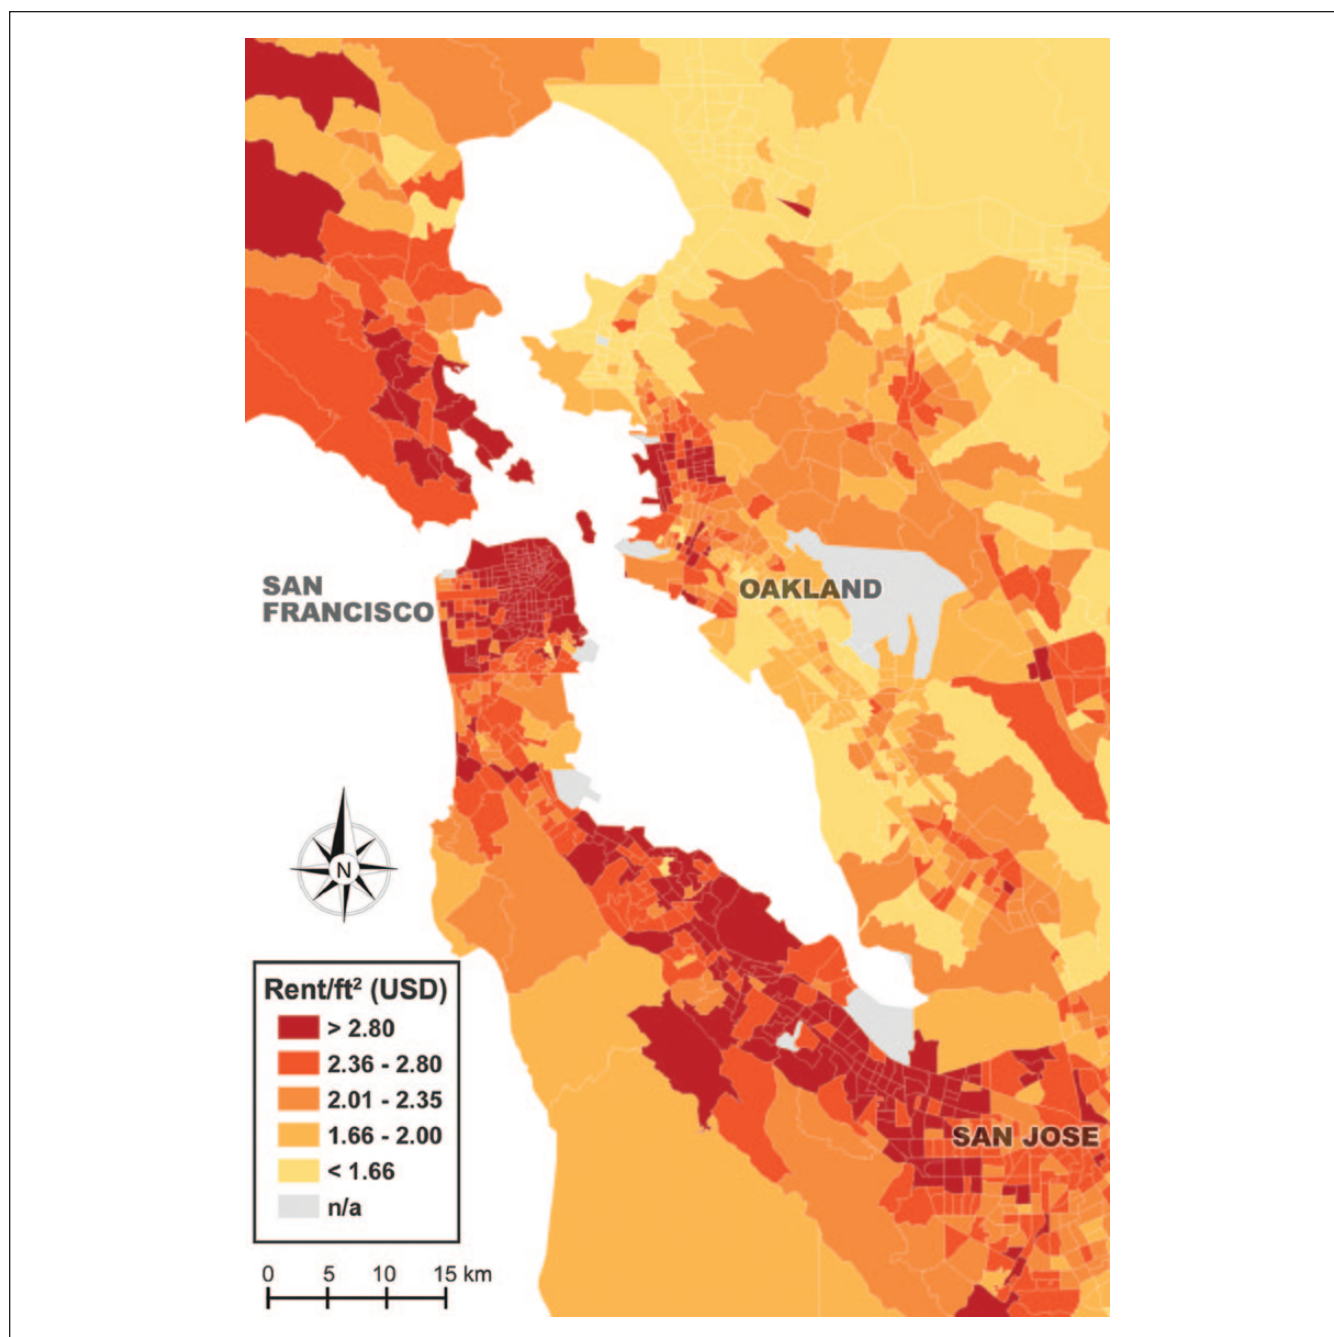 SAN
FRANCISCO
OAKLAND
N
Rent/ft² (USD)
> 2.80
2.36 - 2.80
2.01 - 2.35
1.66 - 2.00
< 1.66
n/a
SAN JOSE
0 5 10 15 km